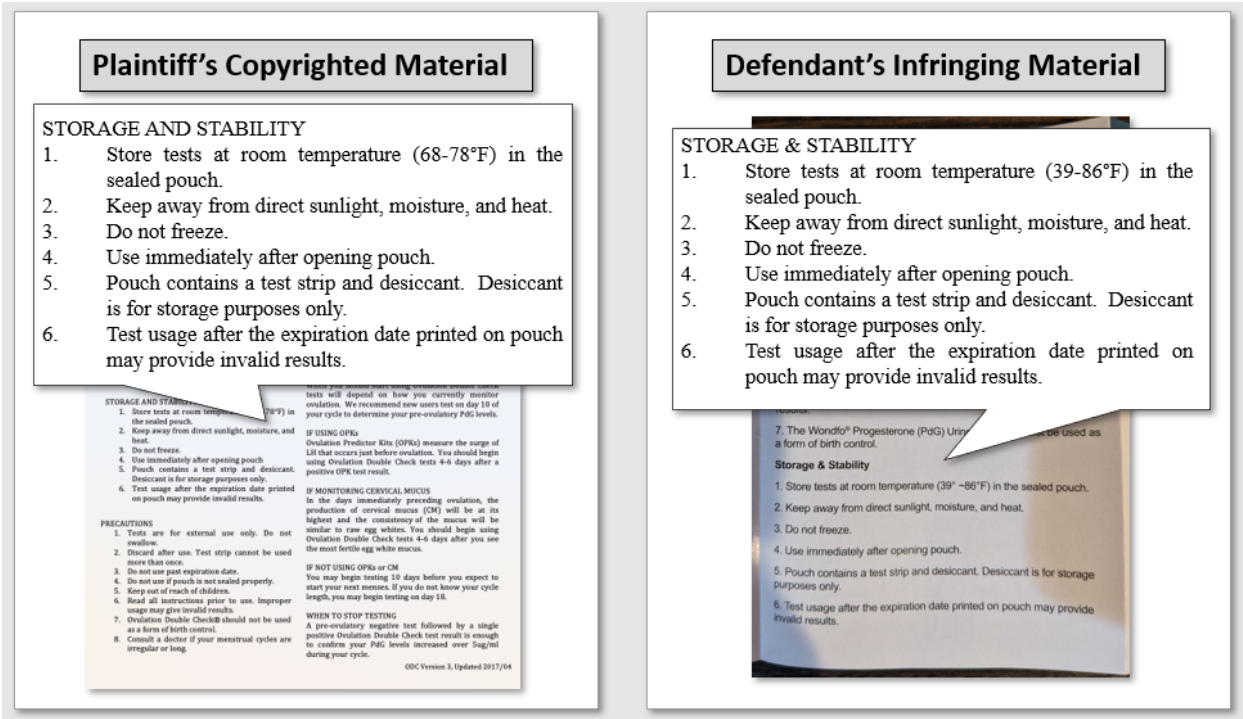 Plaintiff's Copyrighted Material
STORAGE AND STABILITY
1. Store tests at room temperature (68-78°F) in the
sealed pouch.
2. Keep away from direct sunlight, moisture, and heat.
3. Do not freeze.
4. Use immediately after opening pouch.
5. Pouch contains a test strip and desiccant. Desiccant
is for storage purposes only.
6. Test usage after the expiration date printed on pouch
may provide invalid results.
STORAGE AND
1. Store tests at room 78°F) in
the sealed pouch.
2. Keep away from direct sunlight, moisture, and
heat.
3. Do not freeze.
4. Use immediately after opening pouch
5. Pouch contains a test strip and desiccant.
Desiccant is for storage purposes only.
6. Test usage after the expiration date printed
on pouch may provide invalid results.
PRECAUTIONS
1. Tests are for external use only. Do not
swallow.
2. Discard after use. Test strip cannot be used
more than once.
3. Do not use past expiration date.
4. Do not use if pouch is not sealed properly.
5. Keep out of reach of children.
6. Read all instructions prior to use. Improper
usage may give invalid results.
7. Ovulation Double Check® should not be used
as a form of birth control.
8. Consult a doctor if your menstrual cycles are
irregular or long.
tests will depend on how you currently monitor
ovulation. We recommend new users test on day 10 of
your cycle to determine your pre-ovulatory PdG levels.
IF USING OPKs
Ovulation Predictor Kits (OPKs) measure the surge of
LH that occurs just before ovulation. You should begin
using Ovulation Double Check tests 4-6 days after a
positive OPK test result.
IF MONITORING CERVICAL MUCUS
In the days immediately preceding ovulation, the
production of cervical mucus (CM) will be at its
highest and the consistency of the mucus will be
similar to raw egg whites. You should begin using
Ovulation Double Check tests 4-6 days after you see
the most fertile egg white mucus.
IF NOT USING OPKs or CM
You may begin testing 10 days before you expect to
start your next menses. If you do not know your cycle
length, you may begin testing on day 18.
WHEN TO STOP TESTING
A pre-ovulatory negative test followed by a single
positive Ovulation Double Check test result is enough
to confirm your PdG levels increased over 5ug/ml
during your cycle.
ODC Version 3, Updated 2017/04
Defendant's Infringing Material
STORAGE & STABILITY
1. Store tests at room temperature (39-86°F) in the
sealed pouch.
2. Keep away from direct sunlight, moisture, and heat.
3. Do not freeze.
4. Use immediately after opening pouch.
5. Pouch contains a test strip and desiccant. Desiccant
is for storage purposes only.
6. Test usage after the expiration date printed on
pouch may provide invalid results.
7. The Wondfo® Progesterone (PdG) be used as
a form of birth control.
Storage & Stability
1. Store tests at room temperature (39° ~86°F) in the sealed pouch.
2. Keep away from direct sunlight, moisture, and heat.
3. Do not freeze.
4. Use immediately after opening pouch.
5. Pouch contains a test strip and desiccant. Desiccant is for storage
purposes only.
6. Test usage after the expiration date printed on pouch may provide
invalid results.